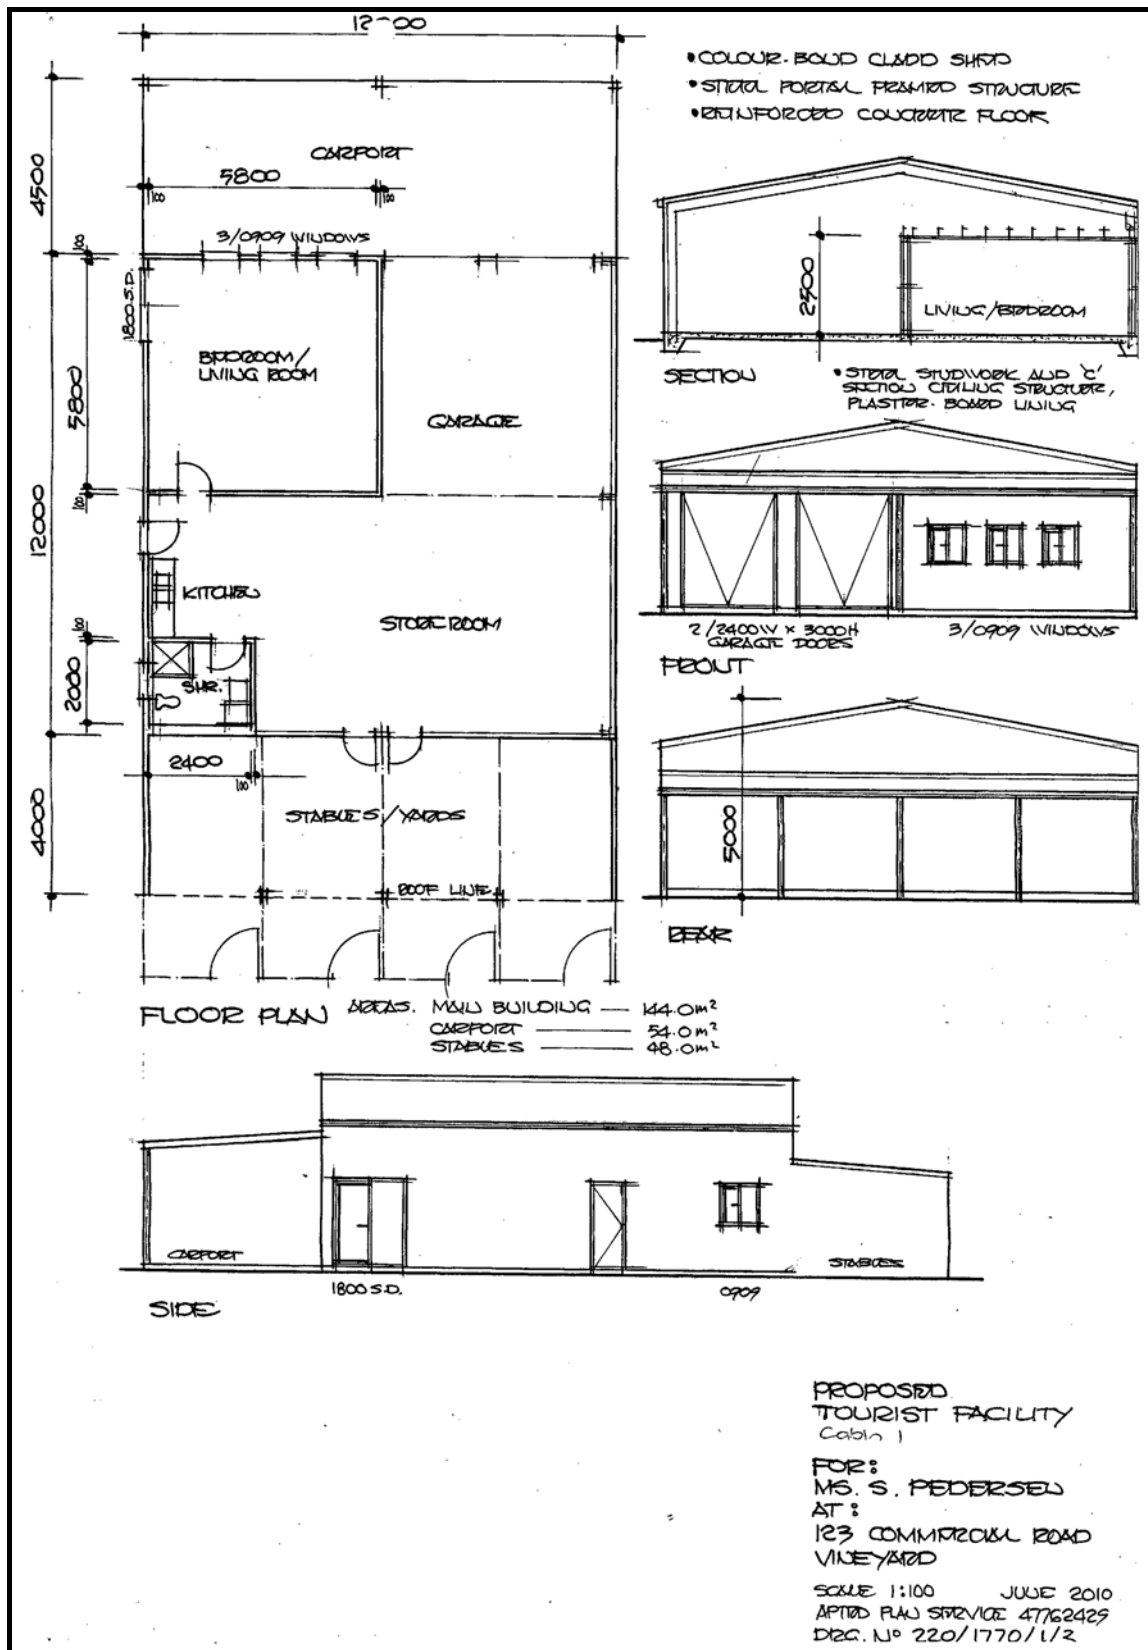 12000
• COLOUR-BOND CLADD SHED
• STEEL PORTAL FRAMED STRUCTURE
• REINFORCED CONCRETE FLOOR
4500
CARPORT
5800
100
100
3/0909 WINDOWS
100
1800 S.D.
BEDROOM/
LIVING ROOM
5800
GARAGE
100
12000
KITCHEN
STOREROOM
100
SHR.
2000
2400
100
STABLES/YARDS
4000
ROOF LINE
2500
LIVING/BEDROOM
SECTION
• STEEL STUDWORK AND 'C'
SECTION CEILING STRUCTURE,
PLASTER-BOARD LINING
2/2400W x 3000H
GARAGE DOORS
3/0909 WINDOWS
FRONT
5000
REAR
FLOOR PLAN
AREAS. MAIN BUILDING — 144.0m²
CARPORT — 54.0m²
STABLES — 48.0m²
CARPORT
STABLES
1800 S.D.
0909
SIDE
PROPOSED
TOURIST FACILITY
Cabin 1
FOR:
MS. S. PEDERSEN
AT:
123 COMMERCIAL ROAD
VINEYARD
SCALE 1:100 JUNE 2010
APTED PLAN SERVICE 47762429
DRG. Nº 220/1770/1/2